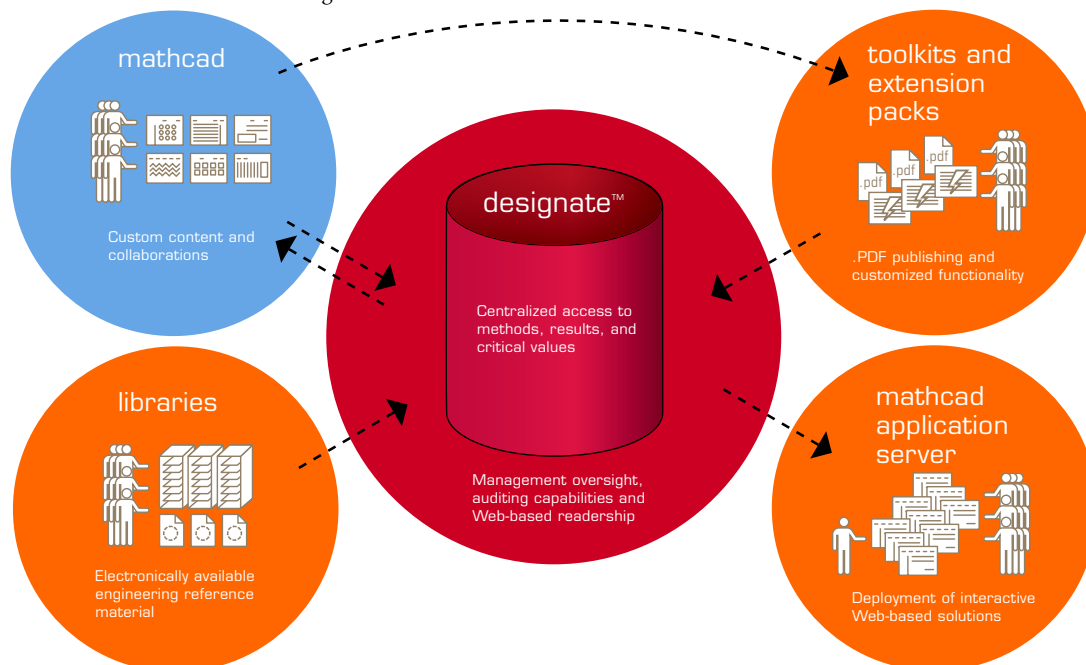 mathcad
Custom content and
collaborations
toolkits and
extension
packs
.pdf
.pdf
.pdf
.PDF publishing and
customized functionality
designate™
Centralized access to
methods, results, and
critical values
Management oversight,
auditing capabilities and
Web-based readership
libraries
Electronically available
engineering reference
material
mathcad
application
server
Deployment of interactive
Web-based solutions